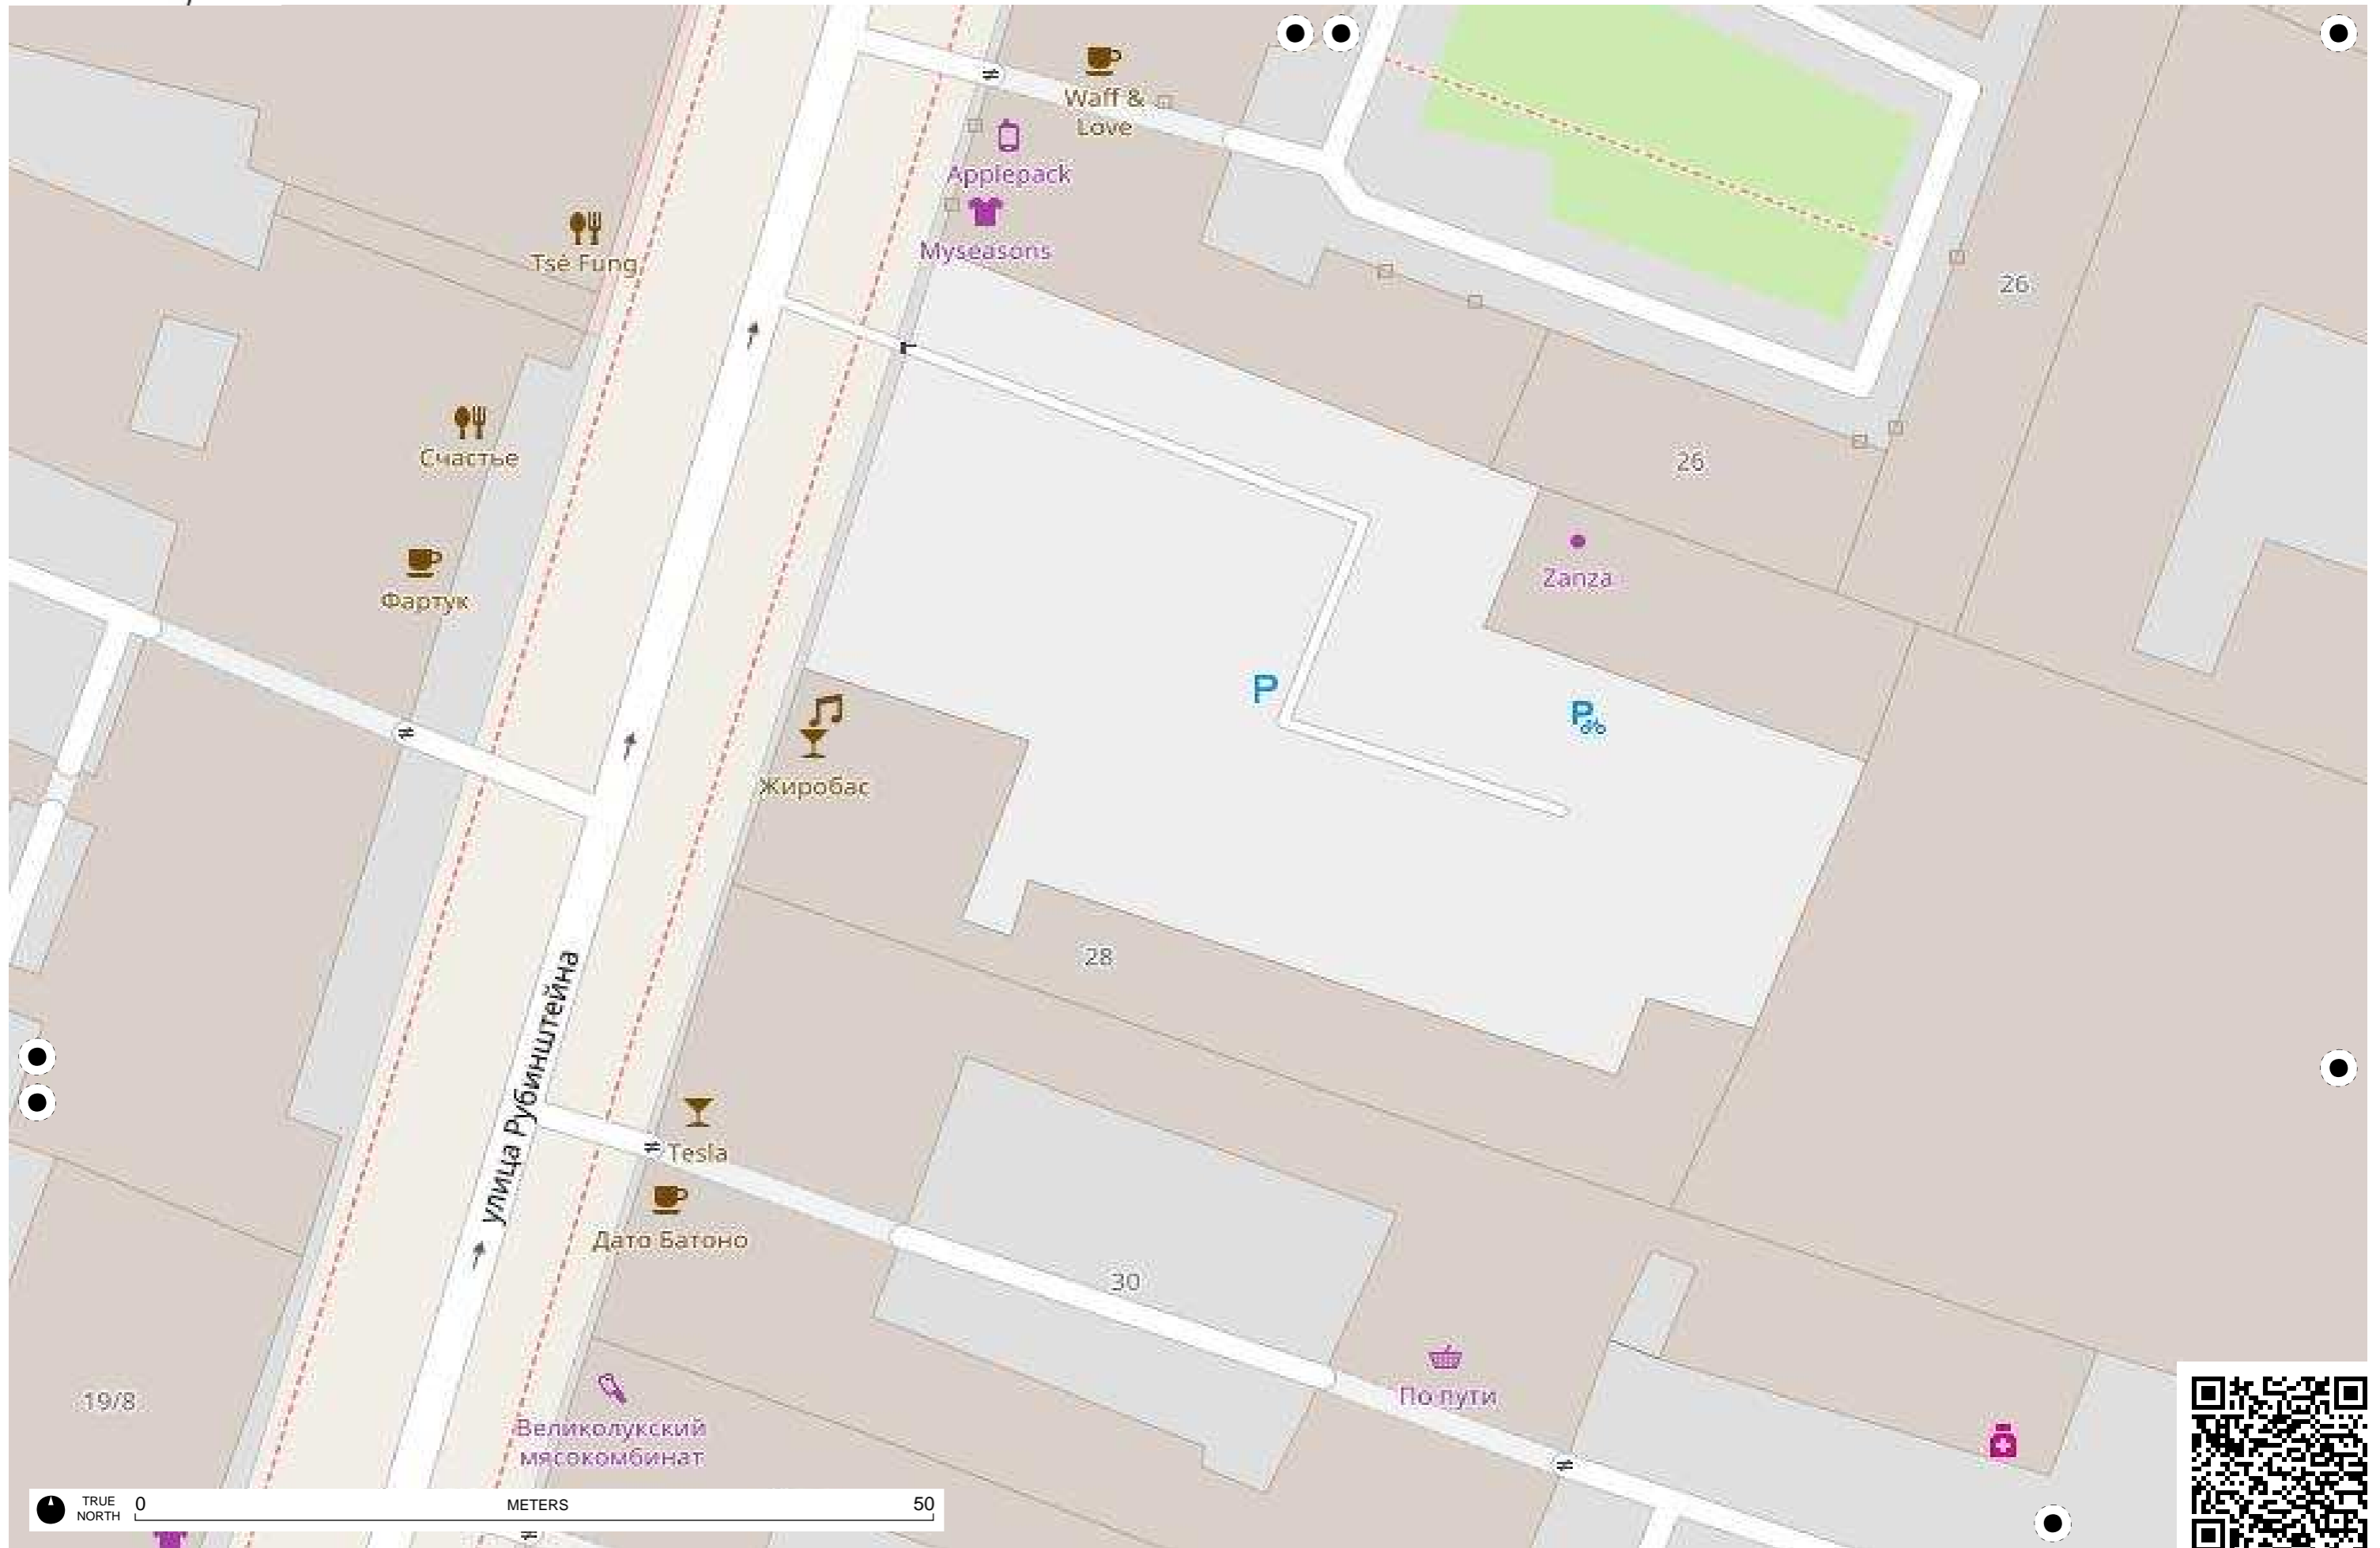 Waff &
Love
Applepack
Tsé Fung
Myseasons
26
Счастье
26
Zanza
Фартук
P
P
Жиробас
28
улица Рубинштейна
Tesla
Дато Батоно
30
По пути
19/8
Великолукский
мясокомбинат
TRUE
NORTH
0
METERS
50